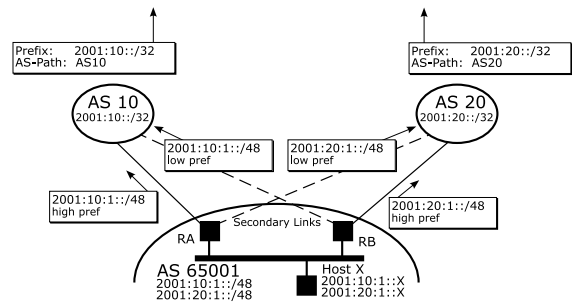 Prefix: 2001:10::/32
AS-Path: AS10
Prefix: 2001:20::/32
AS-Path: AS20
AS 10
2001:10::/32
AS 20
2001:20::/32
2001:10:1::/48
low pref
2001:20:1::/48
low pref
2001:10:1::/48
high pref
2001:20:1::/48
high pref
Secondary Links
RA
RB
AS 65001
2001:10:1::/48
2001:20:1::/48
Host X
2001:10:1::X
2001:20:1::X